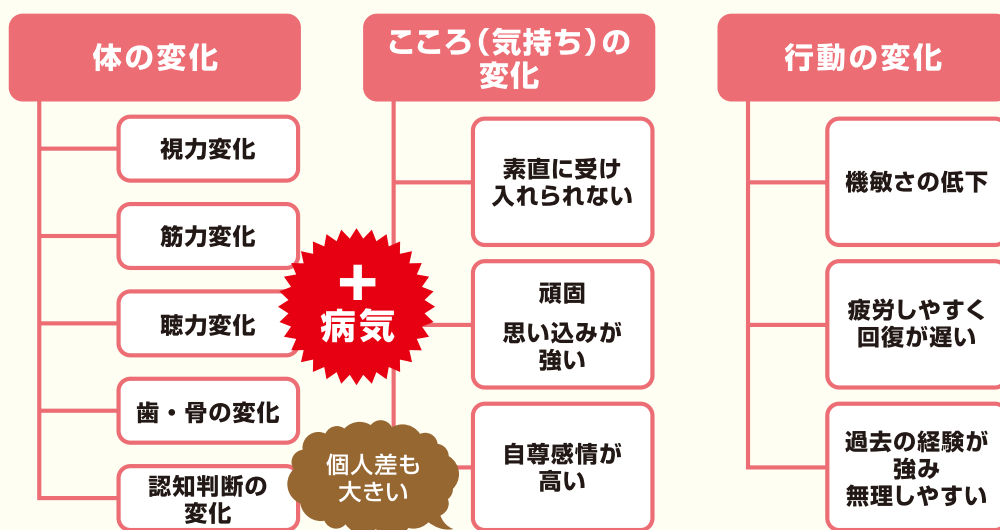 体の変化
視力変化
筋力変化
聴力変化
歯・骨の変化
認知判断の
変化
+
病気
個人差も
大きい
こころ（気持ち）の
変化
素直に受け
入れられない
頑固
思い込みが
強い
自尊感情が
高い
行動の変化
機敏さの低下
疲労しやすく
回復が遅い
過去の経験が
強み
無理しやすい